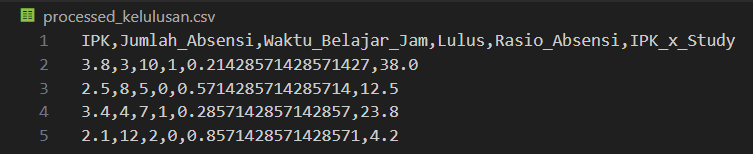 processed_kelulusan.csv
1 IPK,Jumlah_Absensi,Waktu_Belajar_Jam,Lulus,Rasio_Absensi,IPK_x_Study
2 3.8,3,10,1,0.21428571428571427,38.0
3 2.5,8,5,0,0.5714285714285714,12.5
4 3.4,4,7,1,0.2857142857142857,23.8
5 2.1,12,2,0,0.8571428571428571,4.2